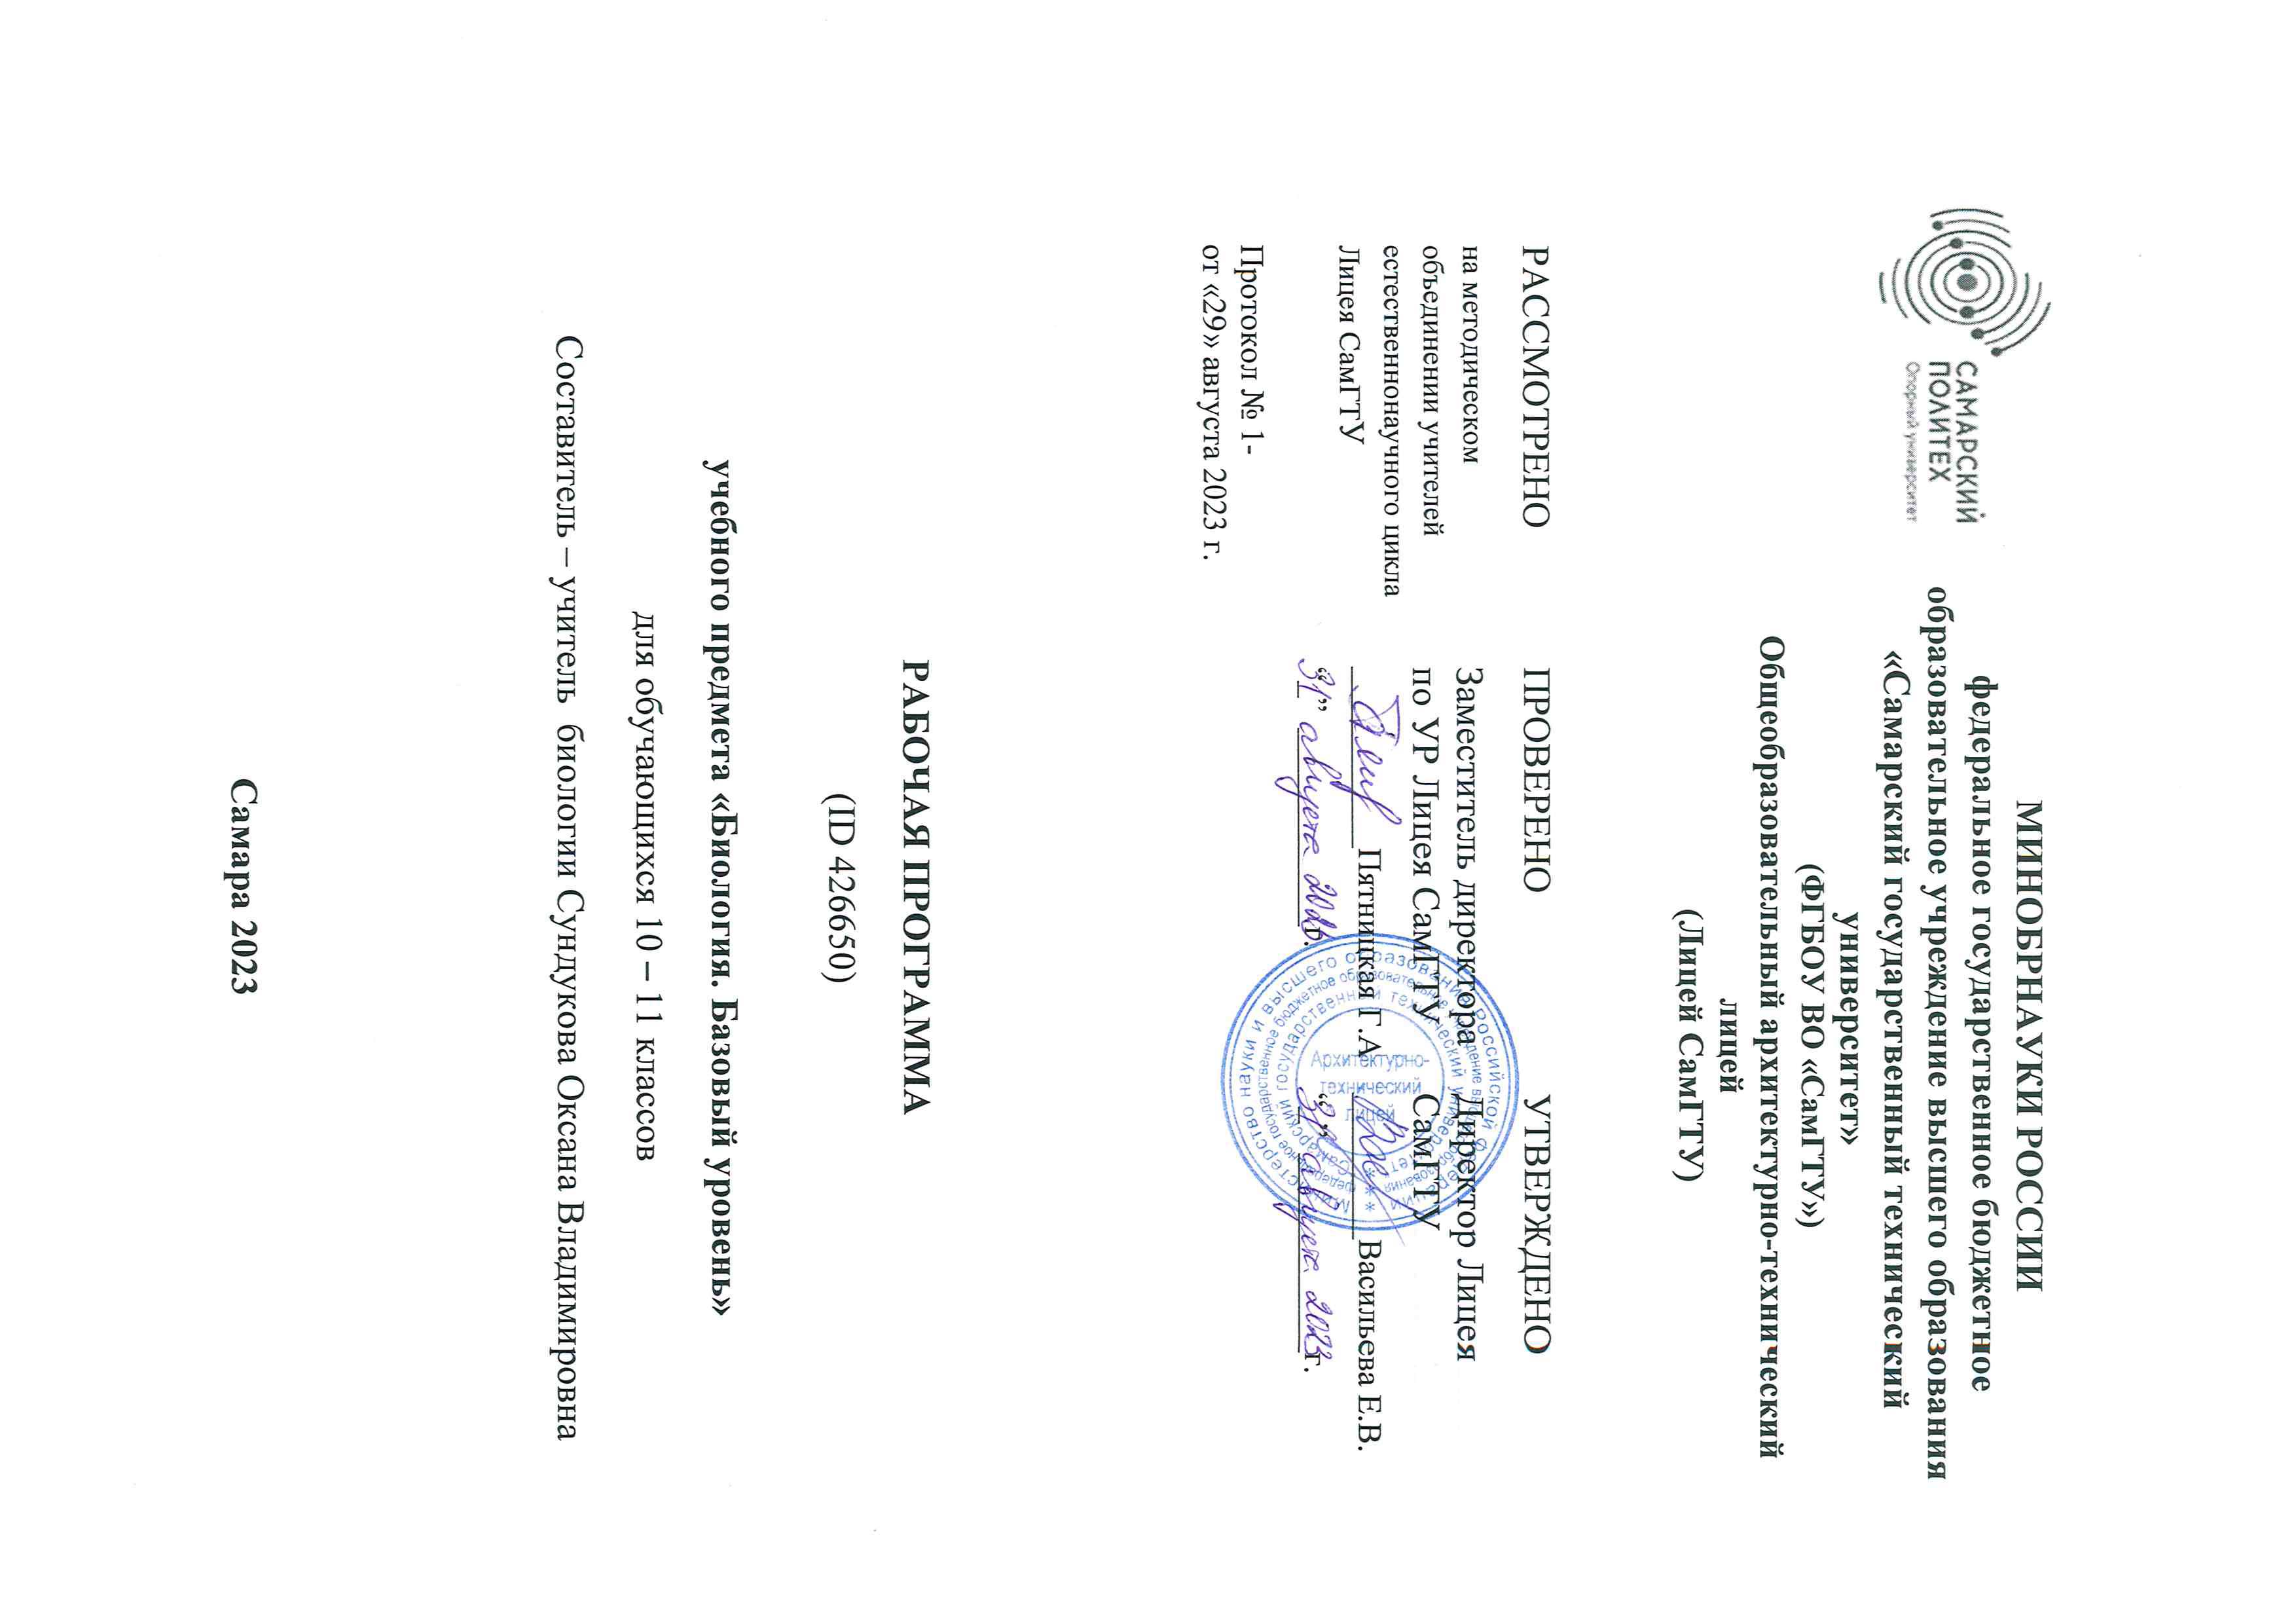 САМАРСКИЙ
ПОЛИТЕХ
Опорный университет
МИНОБРНАУКИ РОССИИ
федеральное государственное бюджетное
образовательное учреждение высшего образования
«Самарский государственный технический
университет»
(ФГБОУ ВО «СамГТУ»)
Общеобразовательный архитектурно-технический
лицей
(Лицей СамГТУ)
РАССМОТРЕНО
на методическом
объединении учителей
естественнонаучного цикла
Лицея СамГТУ
Протокол № 1-
от «29» августа 2023 г.
ПРОВЕРЕНО
Заместитель директора
по УР Лицея СамГТУ
Пятницкая Г.А
“31” августа г.
УТВЕРЖДЕНО
Директор Лицея
СамГТУ
Васильева Е.В.
“31” августа 2023г.
Архитектурно-
технический
лицей
РАБОЧАЯ ПРОГРАММА
(ID 426650))
учебного предмета «Биология. Базовый уровень»
для обучающихся 10 – 11 классов
Составитель – учитель биологии Сундукова Оксана Владимировна
Самара 2023